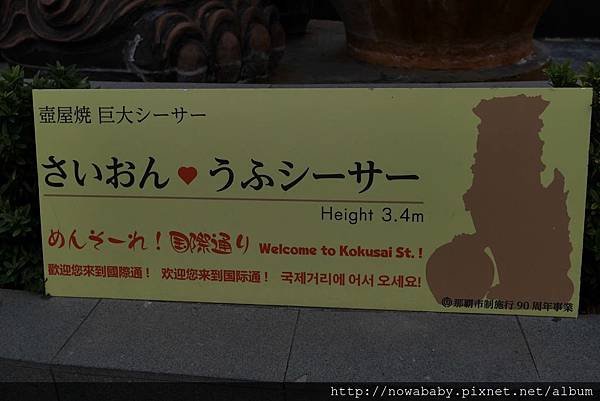 壺屋焼 巨大シーサー
さいおん♥うふシーサー
Height 3.4m
めんそーれ！国際通り Welcome to Kokusai St. !
歡迎您來到國際通！ 欢迎您来到国际通！ 국제거리에 어서 오세요!
那覇市制施行90周年事業
http://nowababy.pixnet.net/album